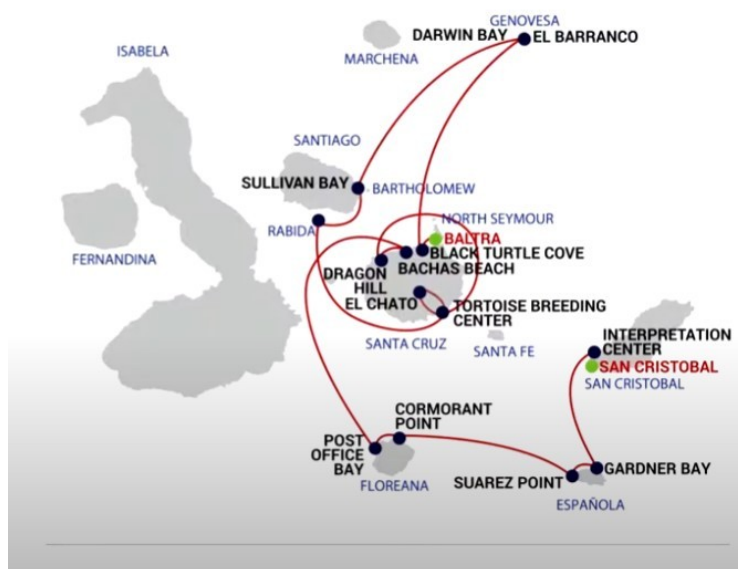 GENOVESA
DARWIN BAY
EL BARRANCO
ISABELA
MARCHENA
SANTIAGO
SULLIVAN BAY
BARTHOLOMEW
RABIDA
NORTH SEYMOUR
BALTRA
BLACK TURTLE COVE
BACHAS BEACH
FERNANDINA
DRAGON
HILL
EL CHATO
TORTOISE BREEDING
CENTER
SANTA CRUZ
SANTA FE
INTERPRETATION
CENTER
SAN CRISTOBAL
SAN CRISTOBAL
CORMORANT
POINT
POST
OFFICE
BAY
FLOREANA
SUAREZ POINT
GARDNER BAY
ESPAÑOLA